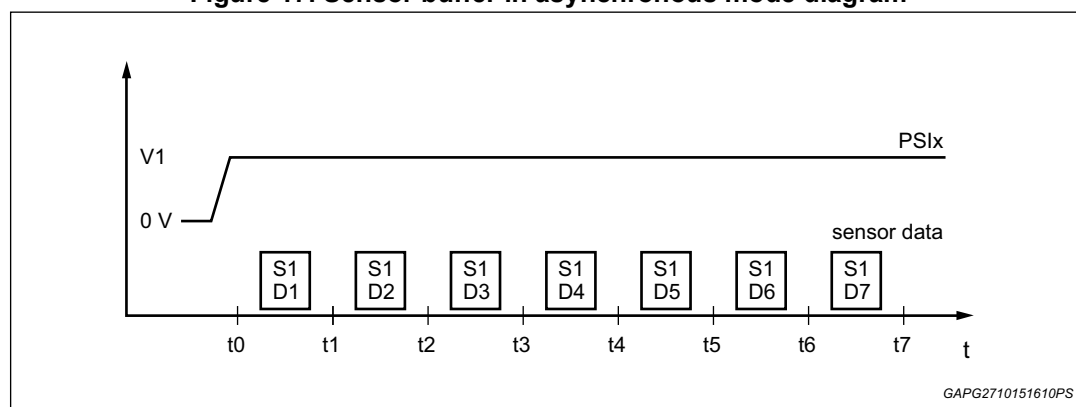 Figure 17. Sensor buffer in asynchronous mode diagram
V1
PSIx
0 V
sensor data
S1 S1 S1 S1 S1 S1 S1
D1 D2 D3 D4 D5 D6 D7
t0 t1 t2 t3 t4 t5 t6 t7 t
GAPG2710151610PS